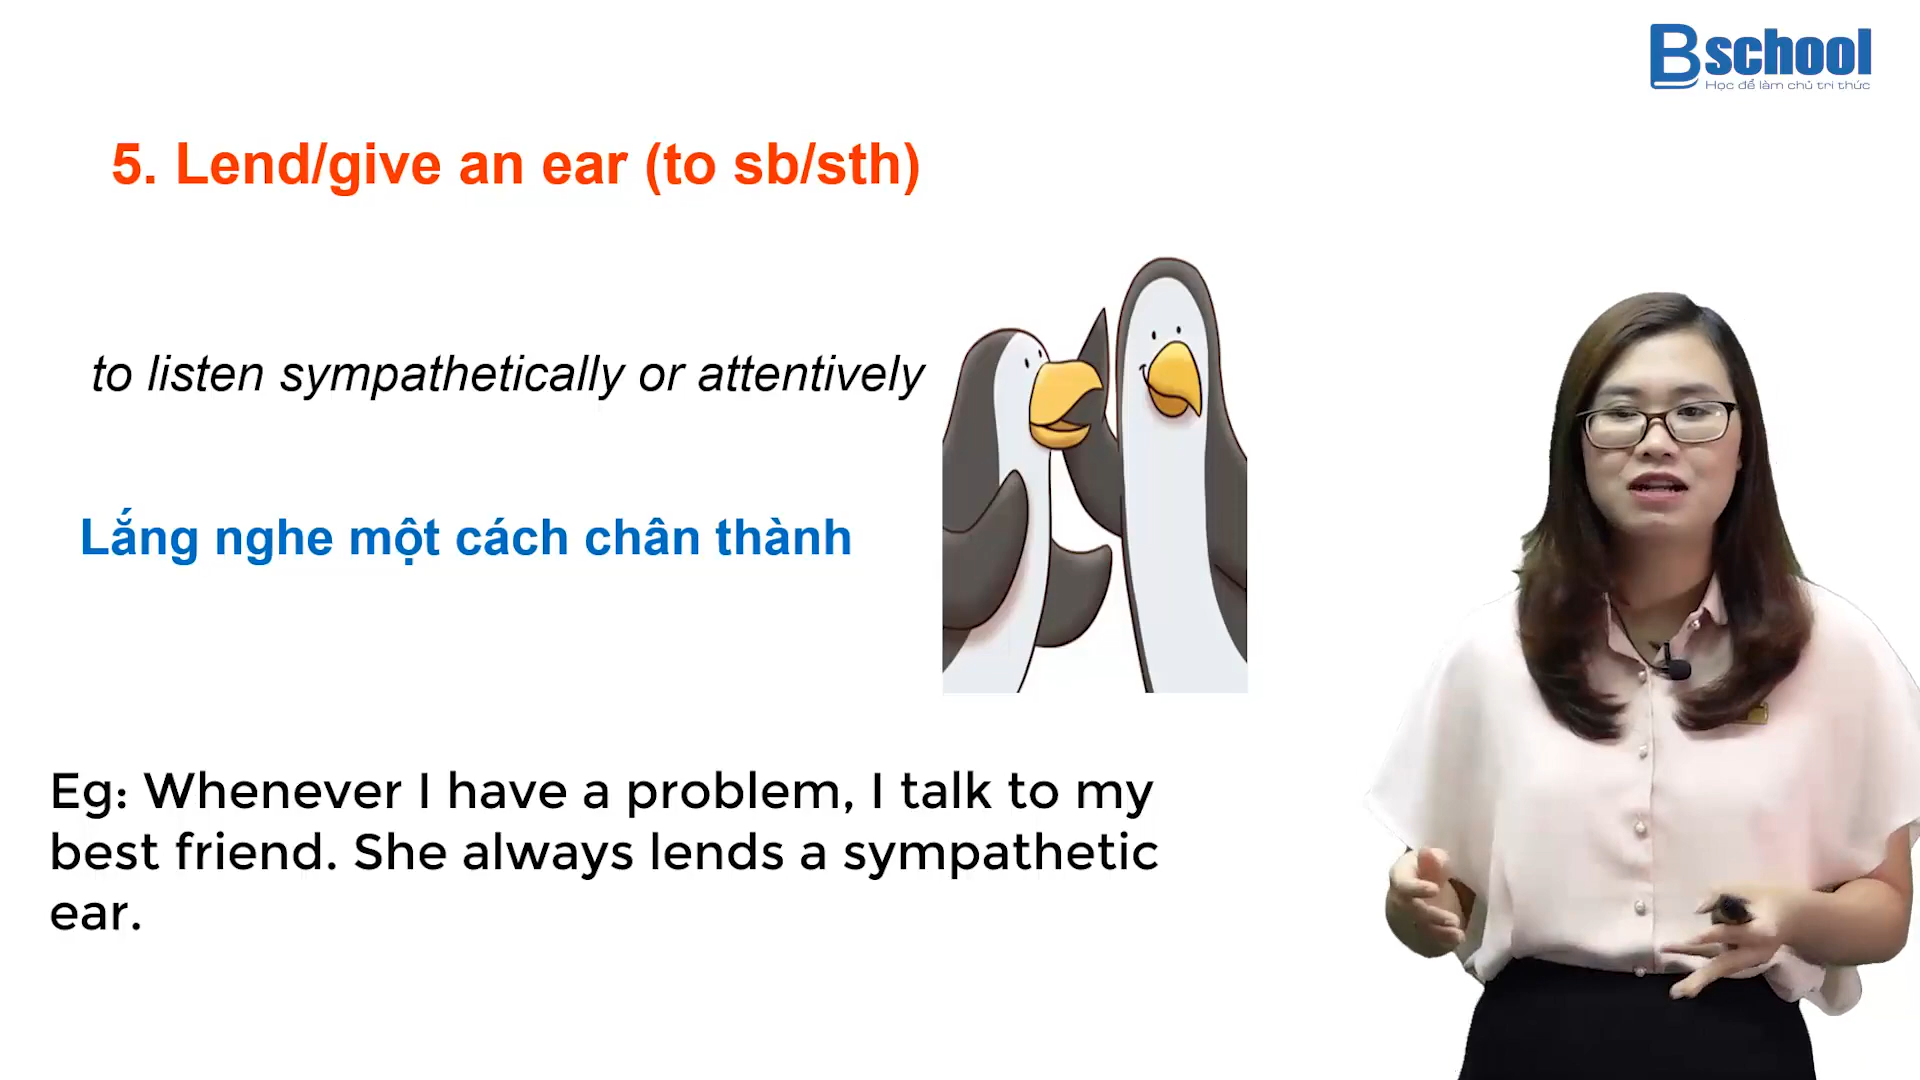 Bschool
Học để làm chủ tri thức
5. Lend/give an ear (to sb/sth)
to listen sympathetically or attentively
Lắng nghe một cách chân thành
Eg: Whenever I have a problem, I talk to my
best friend. She always lends a sympathetic
ear.